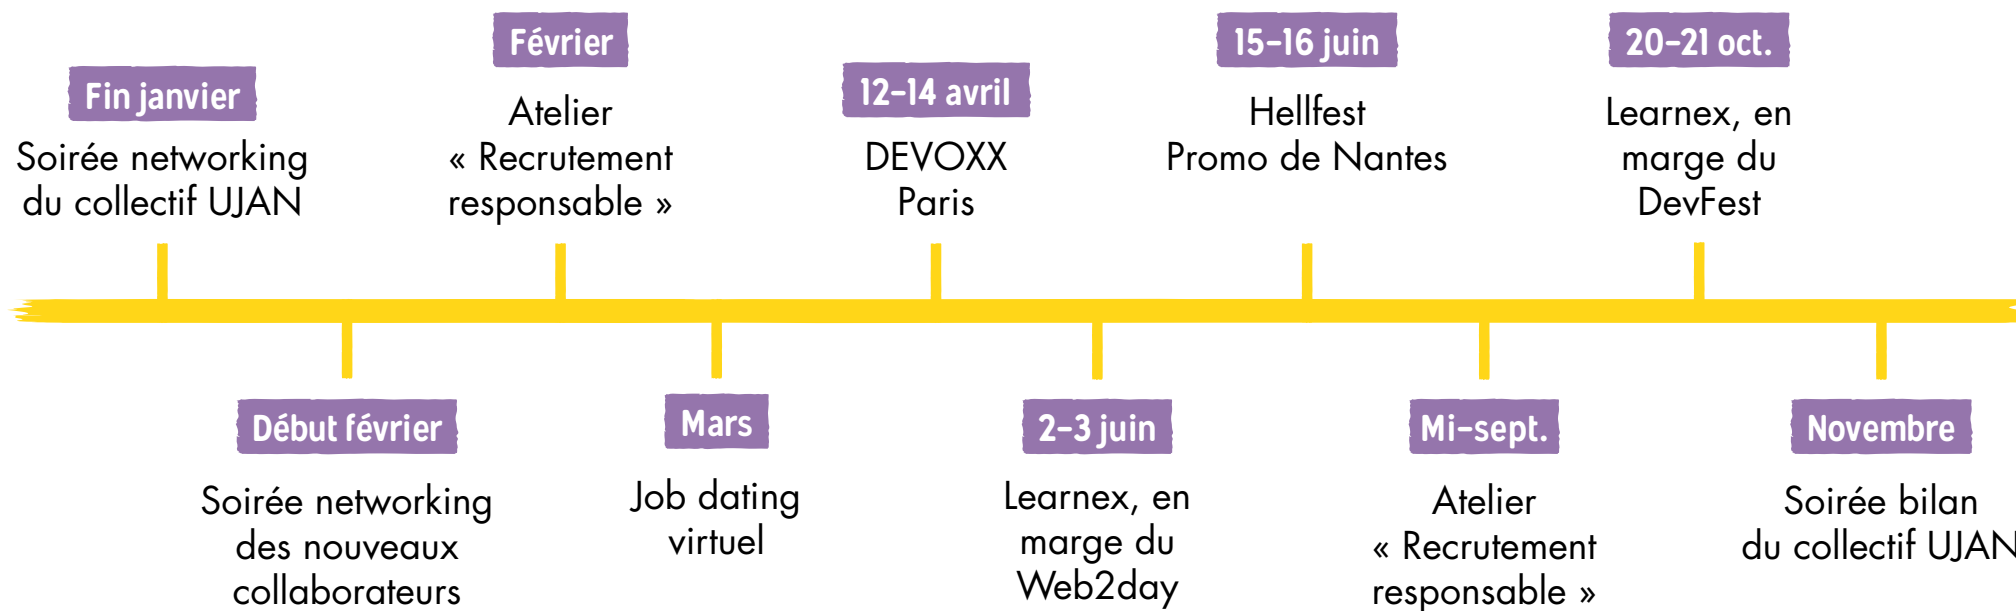 Fin janvier
Soirée networking
du collectif UJAN
Début février
Soirée networking
des nouveaux
collaborateurs
Février
Atelier
« Recrutement
responsable »
Mars
Job dating
virtuel
12–14 avril
DEVOXX
Paris
2–3 juin
Learnex, en
marge du
Web2day
15–16 juin
Hellfest
Promo de Nantes
Mi-sept.
Atelier
« Recrutement
responsable »
20–21 oct.
Learnex, en
marge du
DevFest
Novembre
Soirée bilan
du collectif UJAN